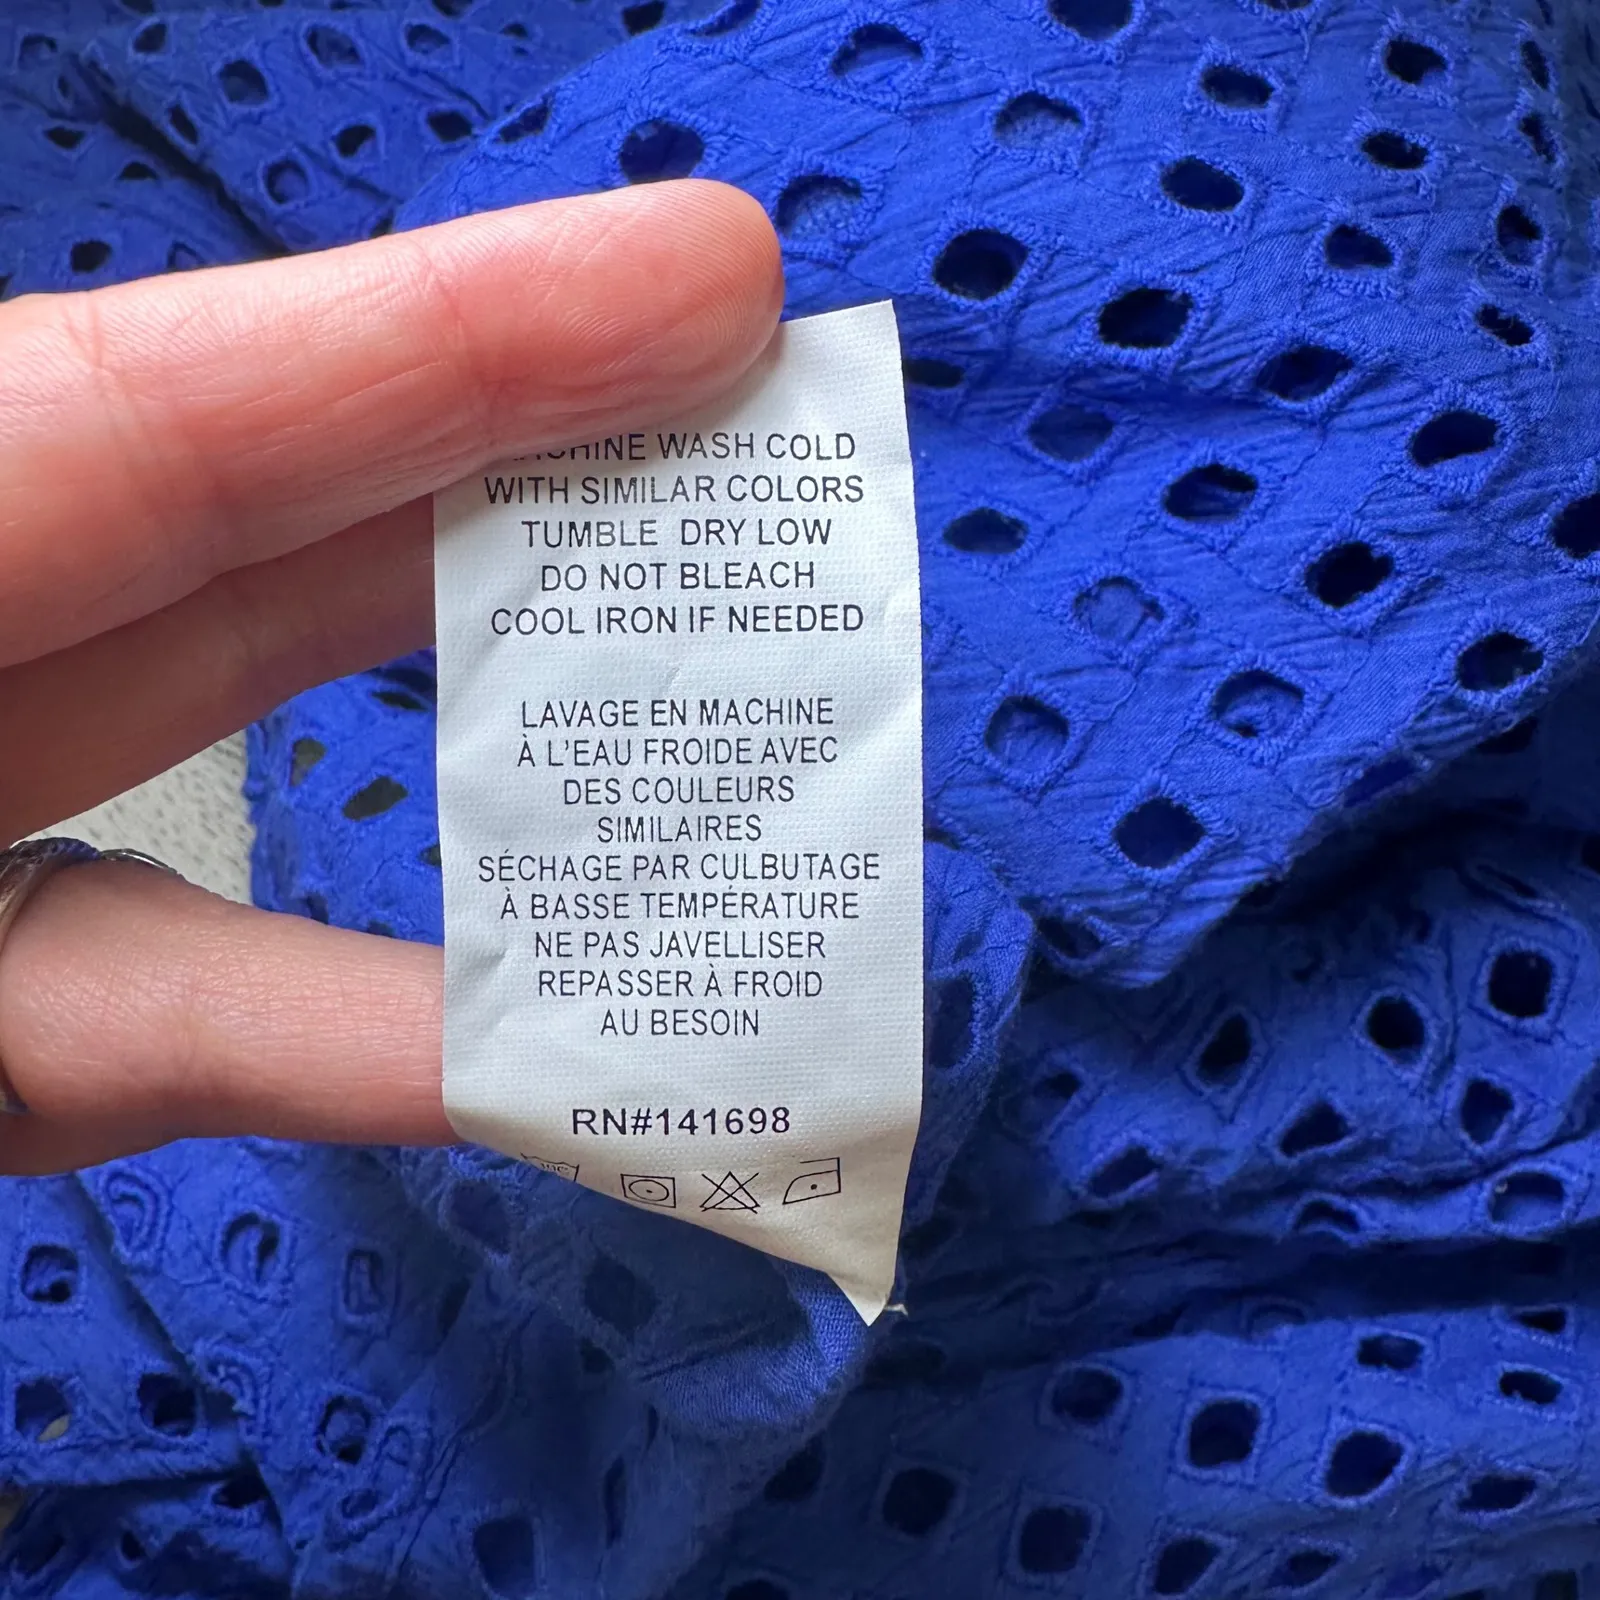 MACHINE WASH COLD
WITH SIMILAR COLORS
TUMBLE DRY LOW
DO NOT BLEACH
COOL IRON IF NEEDED
LAVAGE EN MACHINE
À L'EAU FROIDE AVEC
DES COULEURS
SIMILAIRES
SÉCHAGE PAR CULBUTAGE
À BASSE TEMPÉRATURE
NE PAS JAVELLISER
REPASSER À FROID
AU BESOIN
RN#141698